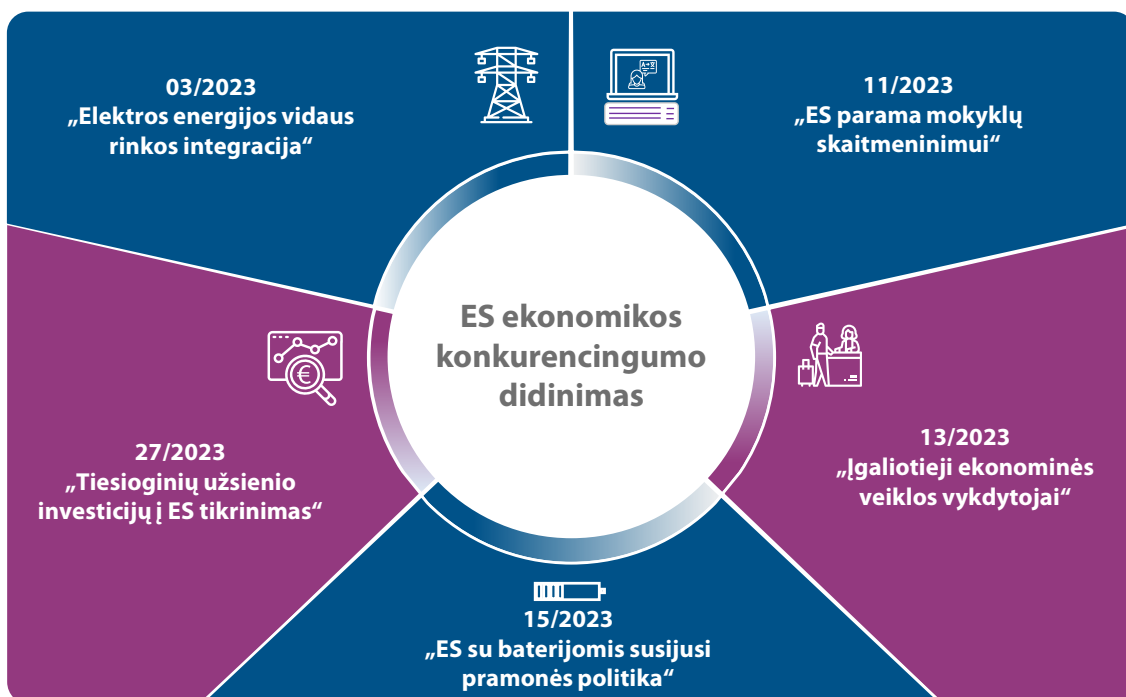 03/2023
„Elektros energijos vidaus
rinkos integracija“
11/2023
„ES parama mokyklų
skaitmeninimui“
ES ekonomikos
konkurencingumo
didinimas
27/2023
„Tiesioginių užsienio
investicijų į ES tikrinimas“
13/2023
„Įgaliotieji ekonominės
veiklos vykdytojai“
15/2023
„ES su baterijomis susijusi
pramonės politika“